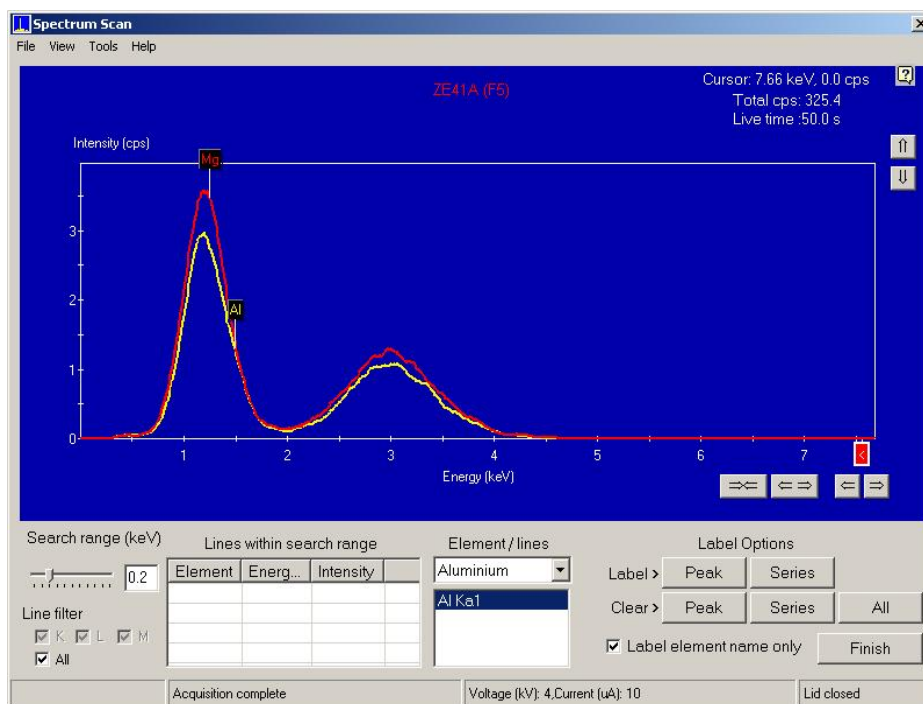 Spectrum Scan
File View Tools Help
ZE41A (F5)
Cursor: 7.66 keV, 0.0 cps
Total cps: 325.4
Live time :50.0 s
Intensity (cps)
Mg
Al
3
2
1
0
1 2 3 4 5 6 7
Energy (keV)
Search range (keV)
0.2
Line filter
K L M
All
Lines within search range
Element Energ... Intensity
Element / lines
Aluminium
Al Ka1
Label Options
Label > Peak Series
Clear > Peak Series All
Label element name only
Finish
Acquisition complete
Voltage (kV): 4,Current (uA): 10
Lid closed